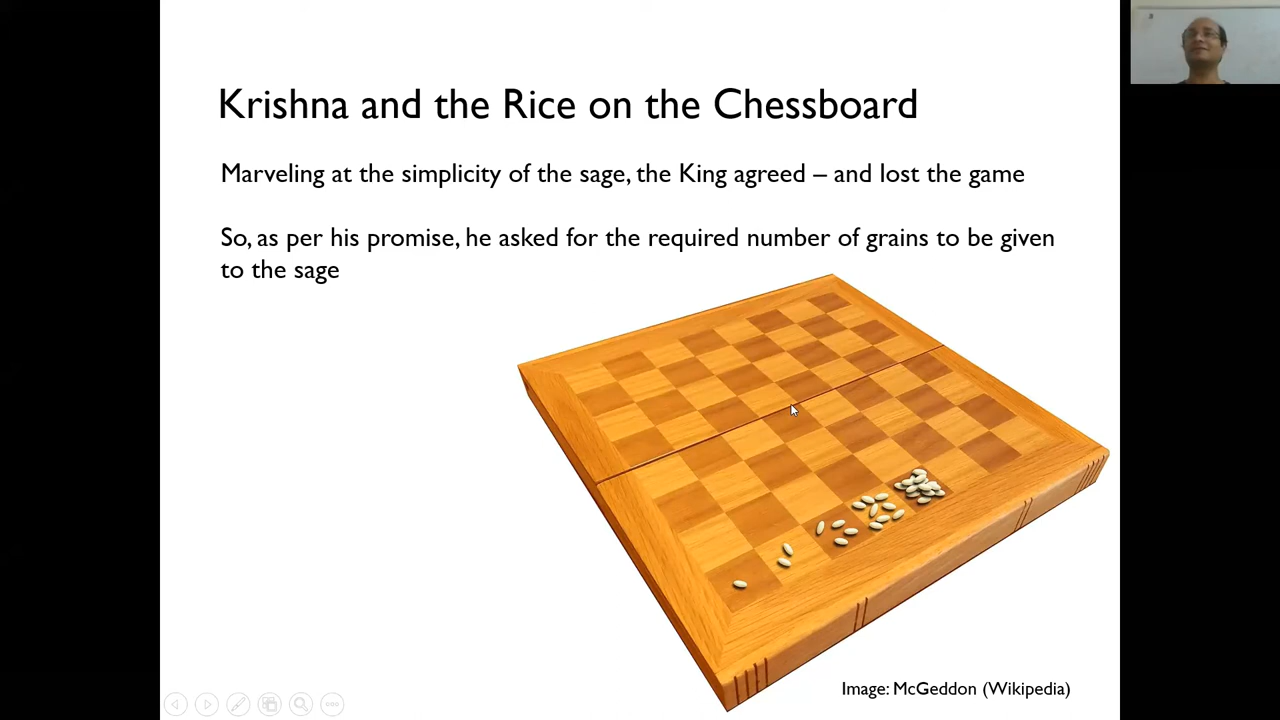 Krishna and the Rice on the Chessboard
Marveling at the simplicity of the sage, the King agreed – and lost the game
So, as per his promise, he asked for the required number of grains to be given
to the sage
Image: McGeddon (Wikipedia)